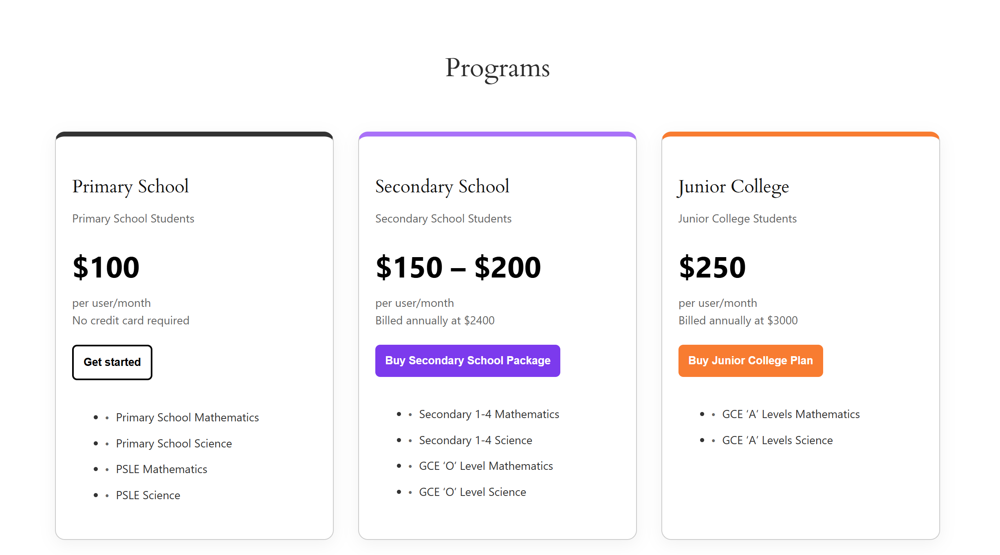 Programs
Primary School
Primary School Students
$100
per user/month
No credit card required
Get started
• • Primary School Mathematics
• • Primary School Science
• • PSLE Mathematics
• • PSLE Science
Secondary School
Secondary School Students
$150 – $200
per user/month
Billed annually at $2400
Buy Secondary School Package
• • Secondary 1-4 Mathematics
• • Secondary 1-4 Science
• • GCE ‘O’ Level Mathematics
• • GCE ‘O’ Level Science
Junior College
Junior College Students
$250
per user/month
Billed annually at $3000
Buy Junior College Plan
• • GCE ‘A’ Levels Mathematics
• • GCE ‘A’ Levels Science